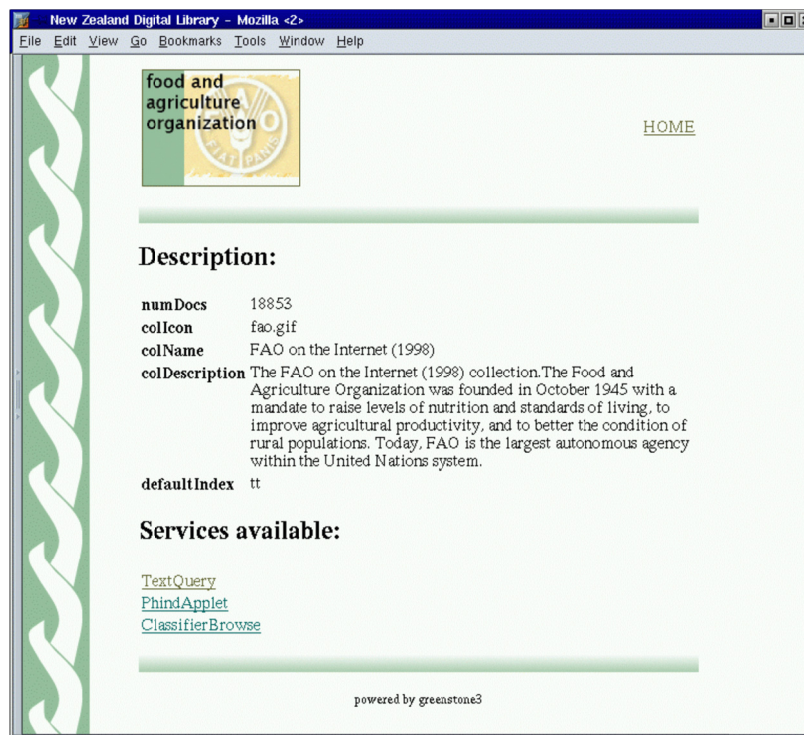 New Zealand Digital Library - Mozilla <2>
File Edit View Go Bookmarks Tools Window Help
food and
agriculture
organization
F A O
FIAT PANIS
HOME
Description:
numDocs 18853
colIcon fao.gif
colName FAO on the Internet (1998)
colDescription The FAO on the Internet (1998) collection.The Food and
Agriculture Organization was founded in October 1945 with a
mandate to raise levels of nutrition and standards of living, to
improve agricultural productivity, and to better the condition of
rural populations. Today, FAO is the largest autonomous agency
within the United Nations system.
defaultIndex tt
Services available:
TextQuery
PhindApplet
ClassifierBrowse
powered by greenstone3